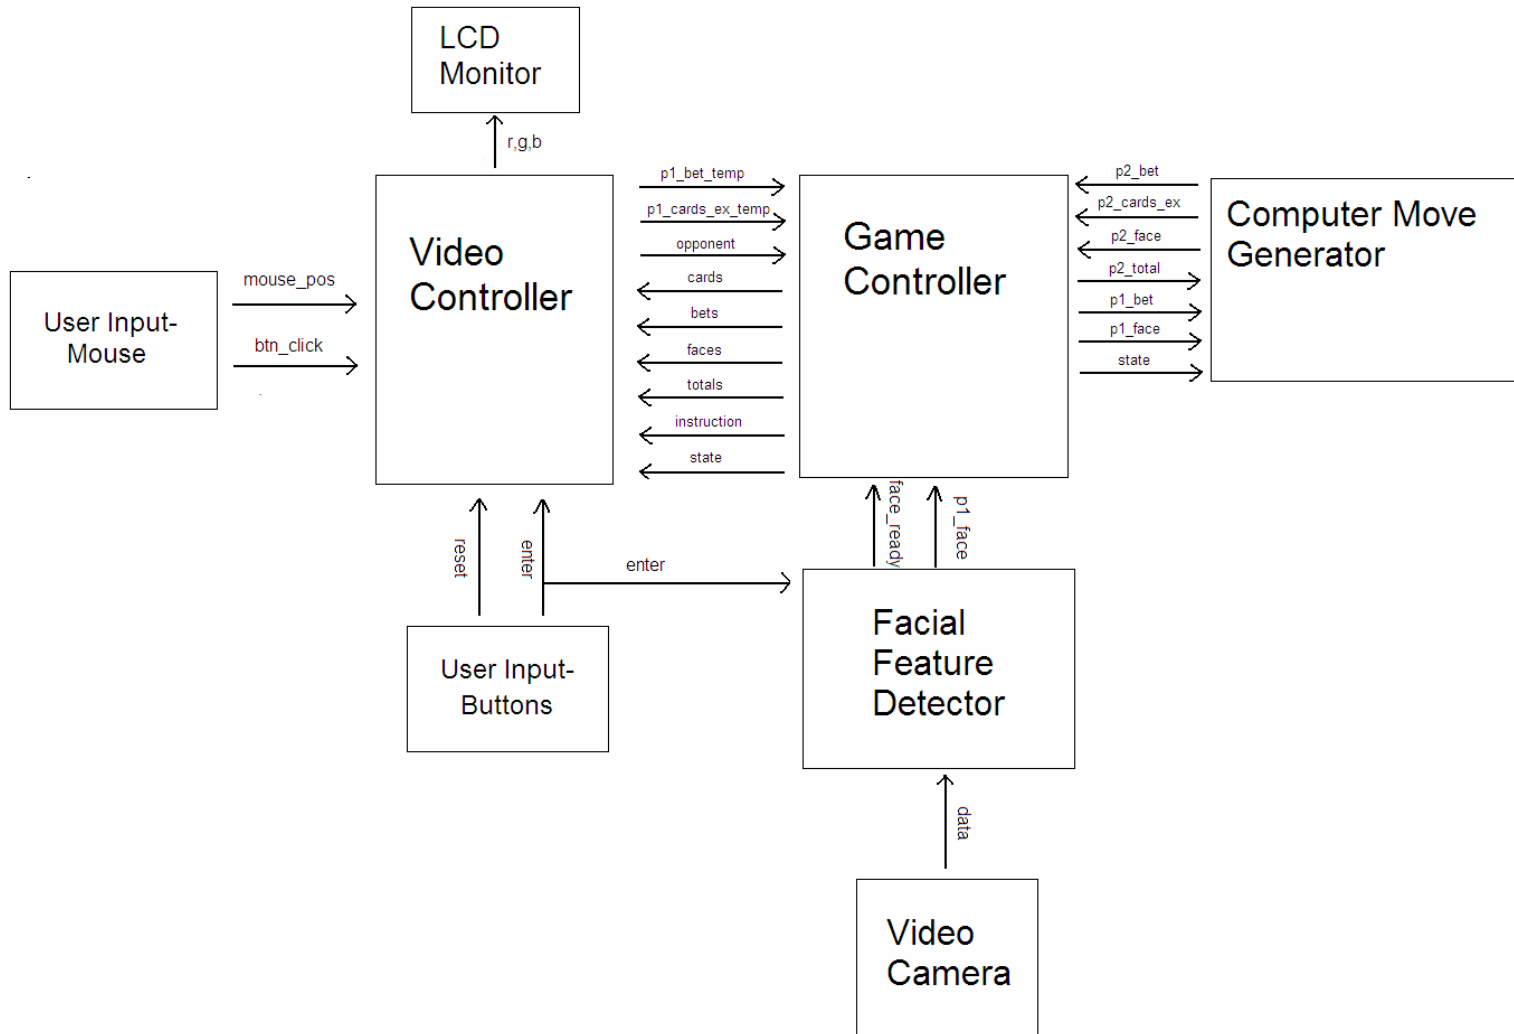 LCD
Monitor
r,g,b
Video
Controller
p1_bet_temp
p1_cards_ex_temp
opponent
cards
bets
faces
totals
instruction
state
Game
Controller
p2_bet
p2_cards_ex
p2_face
p2_total
p1_bet
p1_face
state
Computer Move
Generator
User Input-
Mouse
mouse_pos
btn_click
reset
enter
enter
face_ready
p1_face
User Input-
Buttons
Facial
Feature
Detector
data
Video
Camera